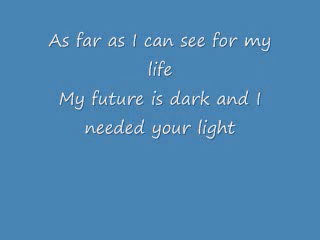 As far as I can see for my
life
My future is dark and I
needed your light